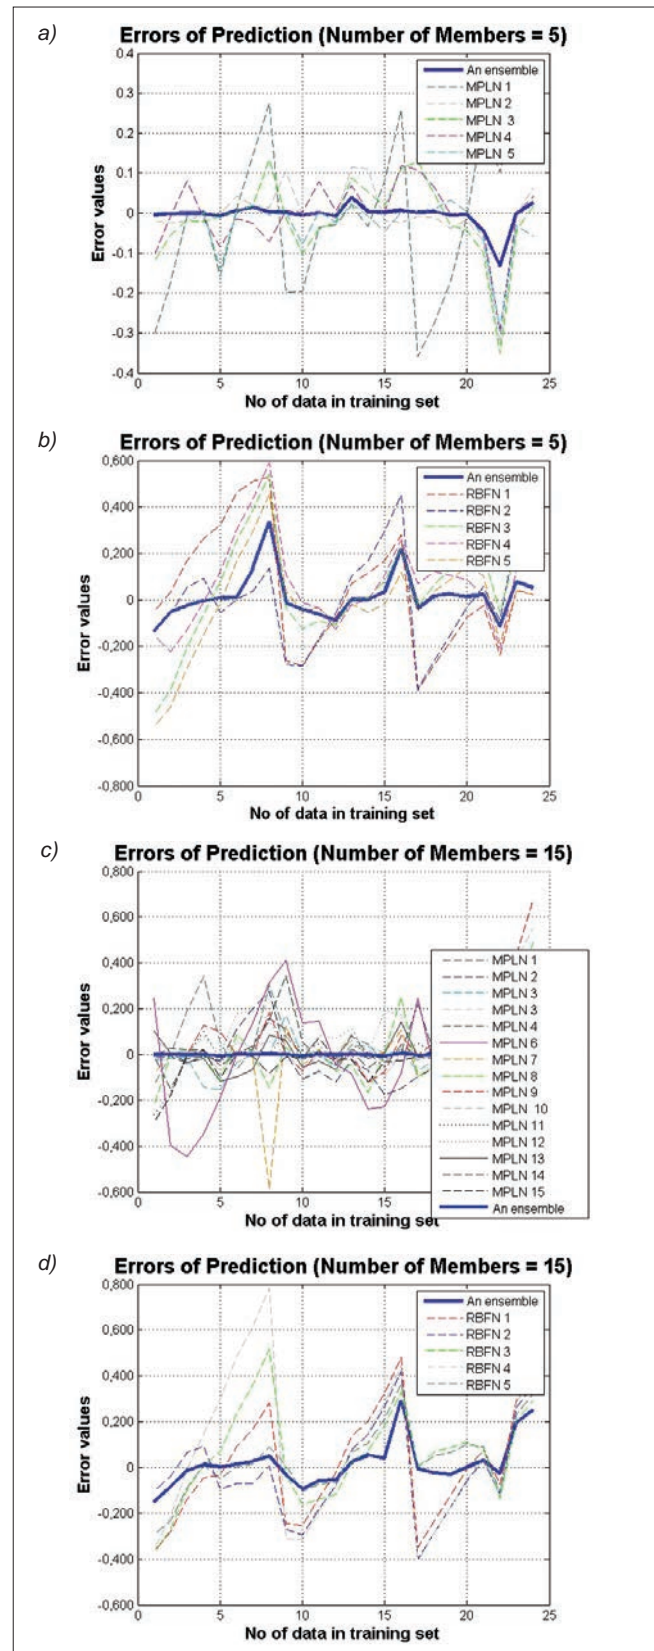 a)
Errors of Prediction (Number of Members = 5)
0.4
0.3
0.2
0.1
0
-0.1
-0.2
-0.3
-0.4
Error values
An ensemble
MPLN 1
MPLN 2
MPLN 3
MPLN 4
MPLN 5
0 5 10 15 20 25
No of data in training set
b)
Errors of Prediction (Number of Members = 5)
0,600
0,400
0,200
0
-0,200
-0,400
-0,600
-0,800
Error values
An ensemble
RBFN 1
RBFN 2
RBFN 3
RBFN 4
RBFN 5
0 5 10 15 20 25
No of data in training set
c)
Errors of Prediction (Number of Members = 15)
0,800
0,600
0,400
0,200
0
-0,200
-0,400
-0,600
Error values
MPLN 1
MPLN 2
MPLN 3
MPLN 3
MPLN 4
MPLN 6
MPLN 7
MPLN 8
MPLN 9
MPLN 10
MPLN 11
MPLN 12
MPLN 13
MPLN 14
MPLN 15
An ensemble
0 5 10 15
No of data in training set
d)
Errors of Prediction (Number of Members = 15)
0,800
0,600
0,400
0,200
0
-0,200
-0,400
-0,600
Error values
An ensemble
RBFN 1
RBFN 2
RBFN 3
RBFN 4
RBFN 5
0 5 10 15 20 25
No of data in training set